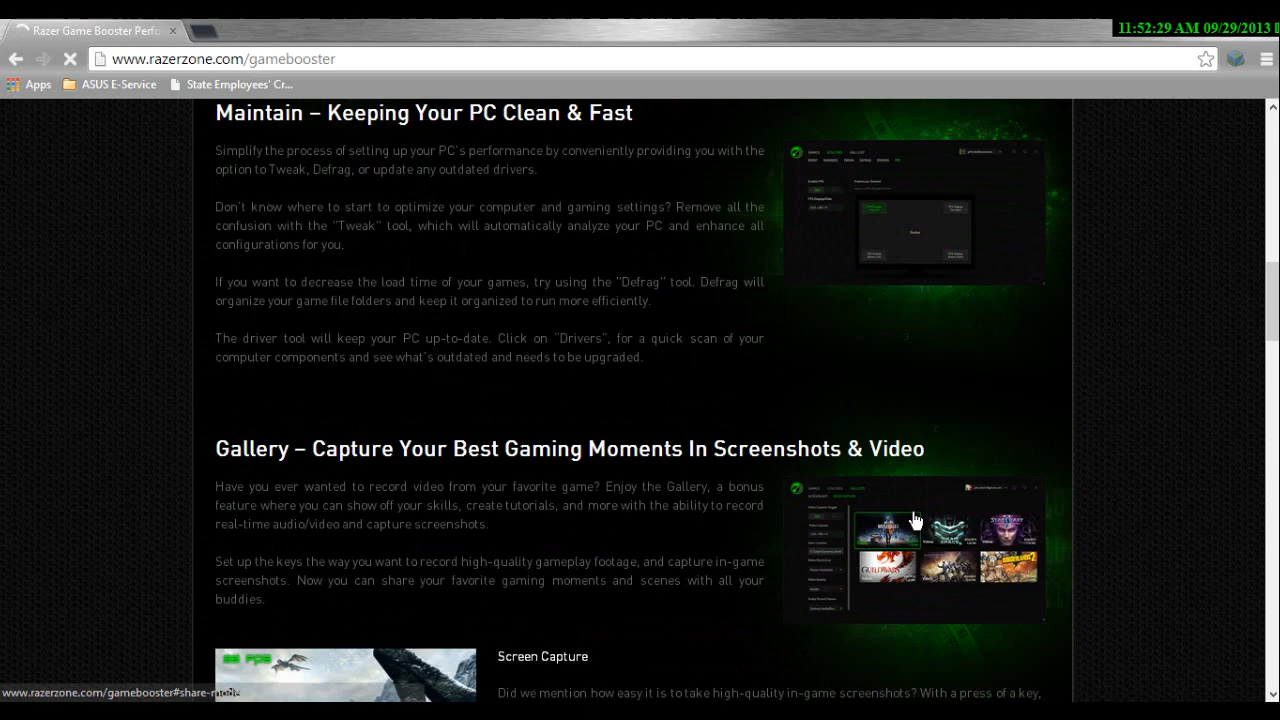 Razer Game Booster Perfo
11:52:29 AM 09/29/2013
www.razerzone.com/gamebooster
Apps
ASUS E-Service
State Employees' Cr...
Maintain – Keeping Your PC Clean & Fast
Simplify the process of setting up your PC's performance by conveniently providing you with the
option to Tweak, Defrag, or update any outdated drivers.
Don't know where to start to optimize your computer and gaming settings? Remove all the
confusion with the "Tweak" tool, which will automatically analyze your PC and enhance all
configurations for you.
If you want to decrease the load time of your games, try using the "Defrag" tool. Defrag will
organize your game file folders and keep it organized to run more efficiently.
The driver tool will keep your PC up-to-date. Click on "Drivers", for a quick scan of your
computer components and see what's outdated and needs to be upgraded.
Gallery – Capture Your Best Gaming Moments In Screenshots & Video
Have you ever wanted to record video from your favorite game? Enjoy the Gallery, a bonus
feature where you can show off your skills, create tutorials, and more with the ability to record
real-time audio/video and capture screenshots.
Set up the keys the way you want to record high-quality gameplay footage, and capture in-game
screenshots. Now you can share your favorite gaming moments and scenes with all your
buddies.
GUILDWARS
Screen Capture
Did we mention how easy it is to take high-quality in-game screenshots? With a press of a key,
www.razerzone.com/gamebooster#share-mode